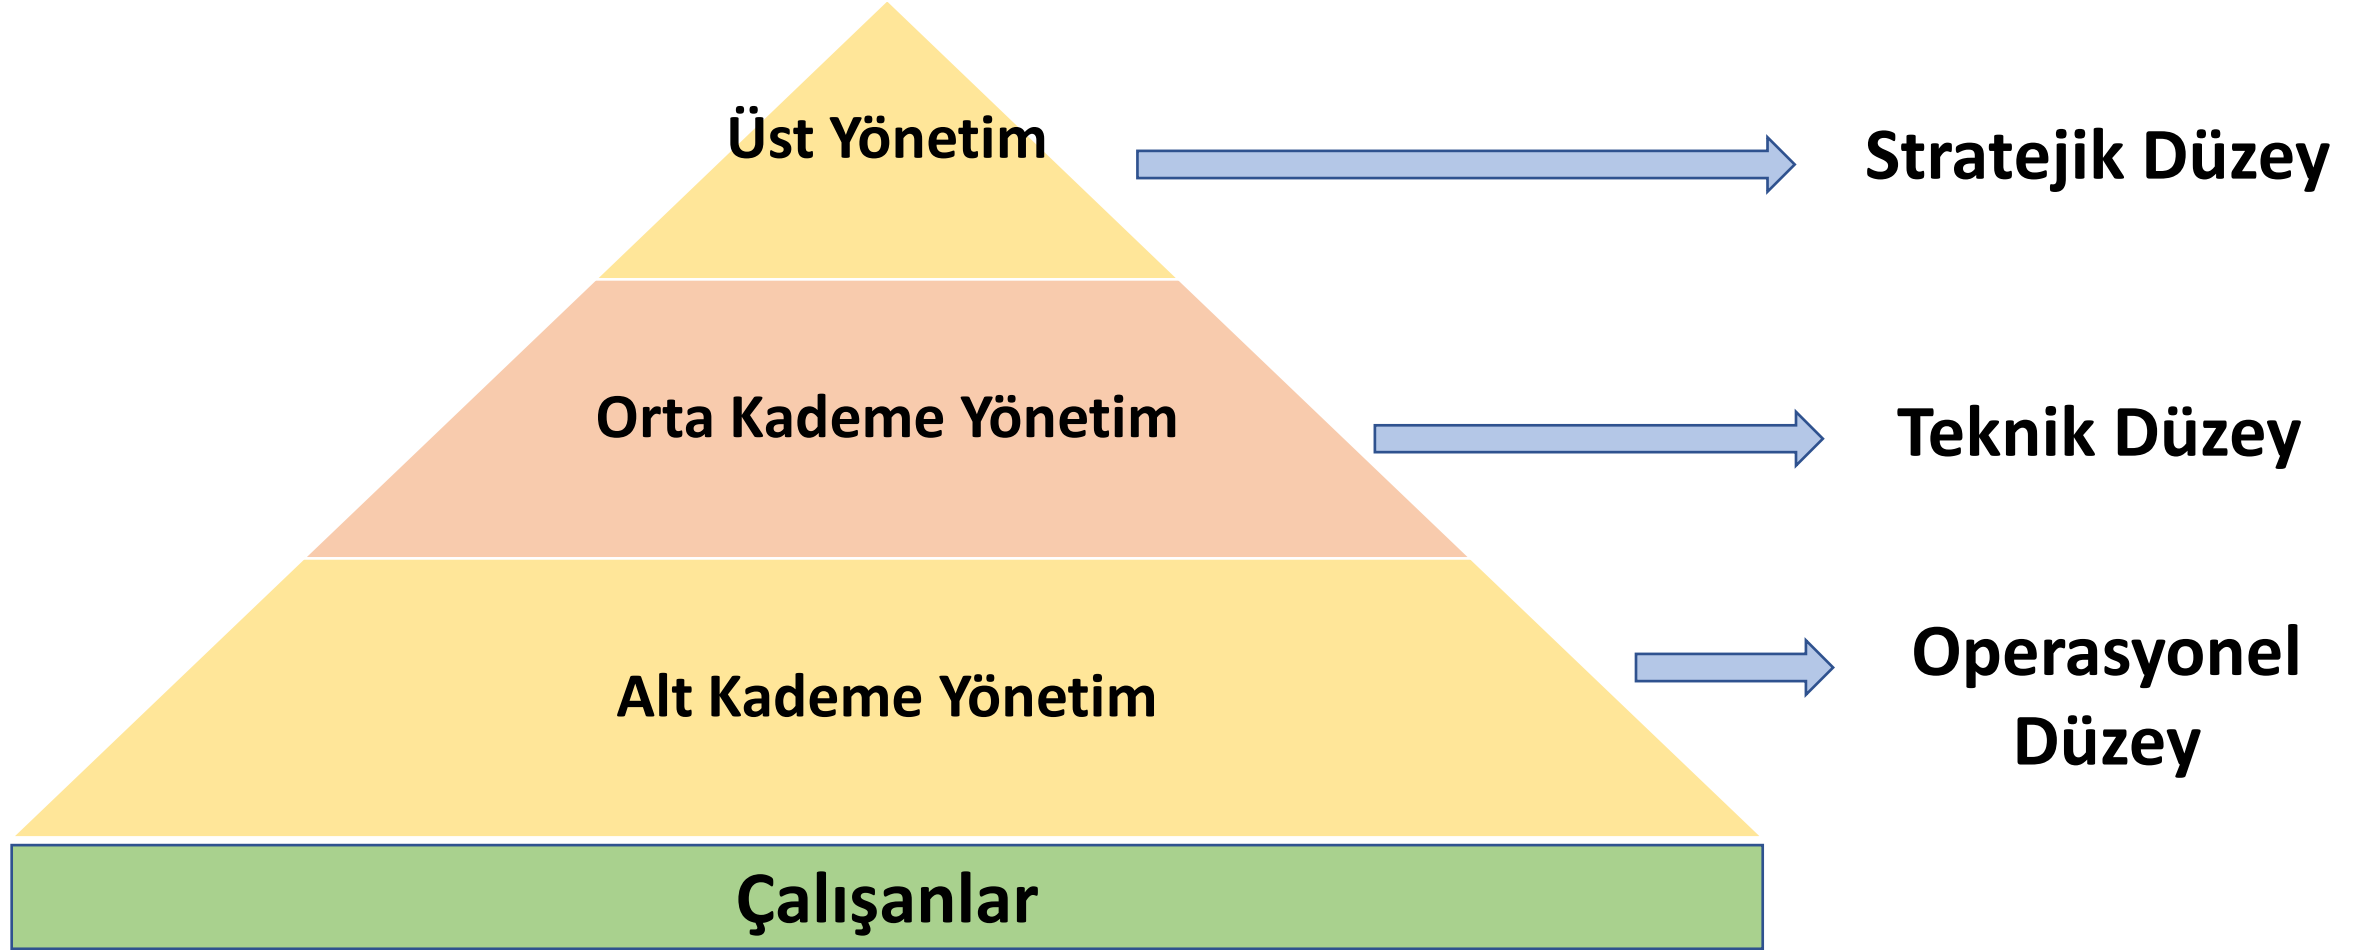 Üst Yönetim
Stratejik Düzey
Orta Kademe Yönetim
Teknik Düzey
Alt Kademe Yönetim
Operasyonel
Düzey
Çalışanlar